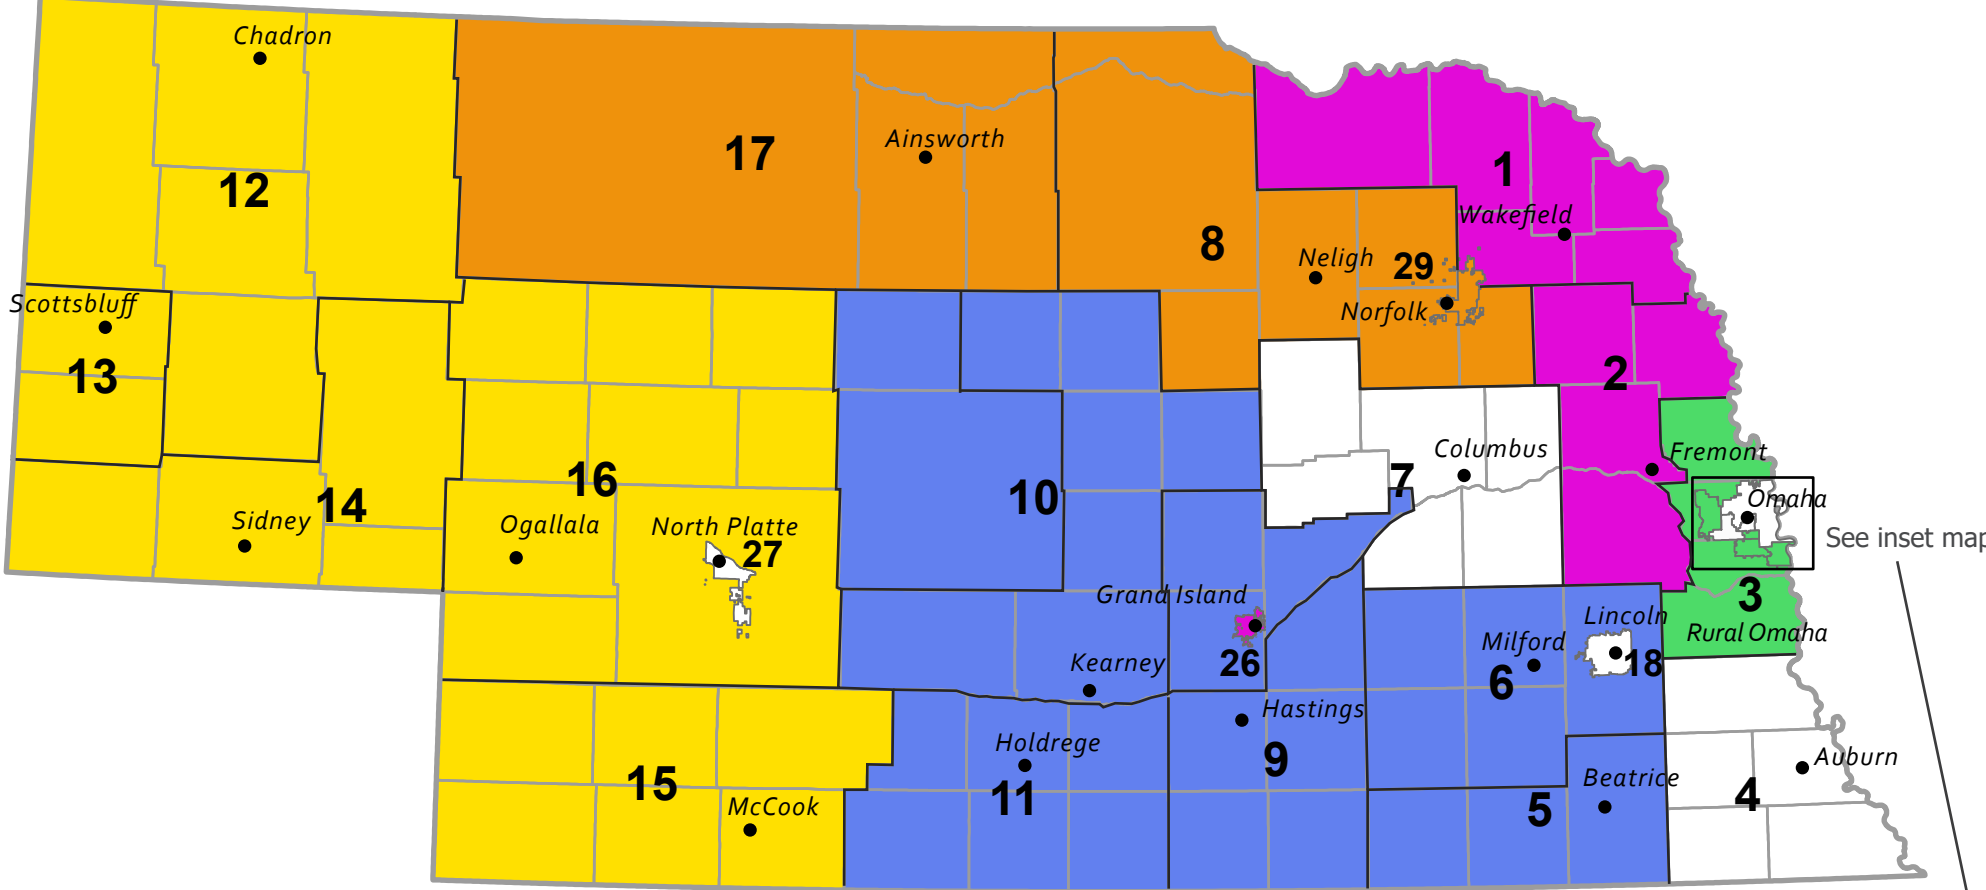 Chadron
17
Ainsworth
1
12
Wakefield
8
Neligh
29
Scottsbluff
Norfolk
13
2
Fremont
Columbus
16
7
10
14
Omaha
Sidney
Ogallala
North Platte
27
See inset map
Grand Island
3
Lincoln
Rural Omaha
Milford
Kearney
26
18
6
Hastings
Holdrege
9
Auburn
15
11
Beatrice
5
4
McCook